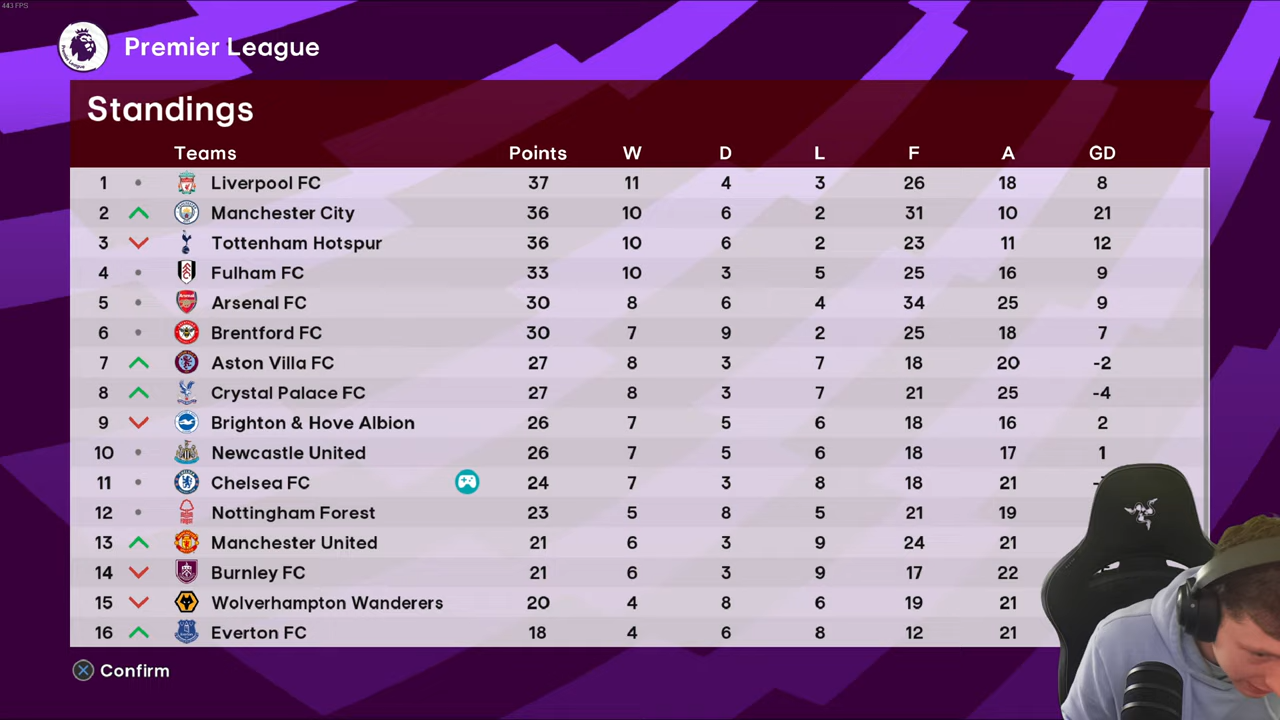 443 FPS
Premier League
Standings
Teams Points W D L F A GD
1 Liverpool FC 37 11 4 3 26 18 8
2 Manchester City 36 10 6 2 31 10 21
3 Tottenham Hotspur 36 10 6 2 23 11 12
4 Fulham FC 33 10 3 5 25 16 9
5 Arsenal FC 30 8 6 4 34 25 9
6 Brentford FC 30 7 9 2 25 18 7
7 Aston Villa FC 27 8 3 7 18 20 -2
8 Crystal Palace FC 27 8 3 7 21 25 -4
9 Brighton & Hove Albion 26 7 5 6 18 16 2
10 Newcastle United 26 7 5 6 18 17 1
11 Chelsea FC 24 7 3 8 18 21
12 Nottingham Forest 23 5 8 5 21 19
13 Manchester United 21 6 3 9 24 21
14 Burnley FC 21 6 3 9 17 22
15 Wolverhampton Wanderers 20 4 8 6 19 21
16 Everton FC 18 4 6 8 12 21
Confirm